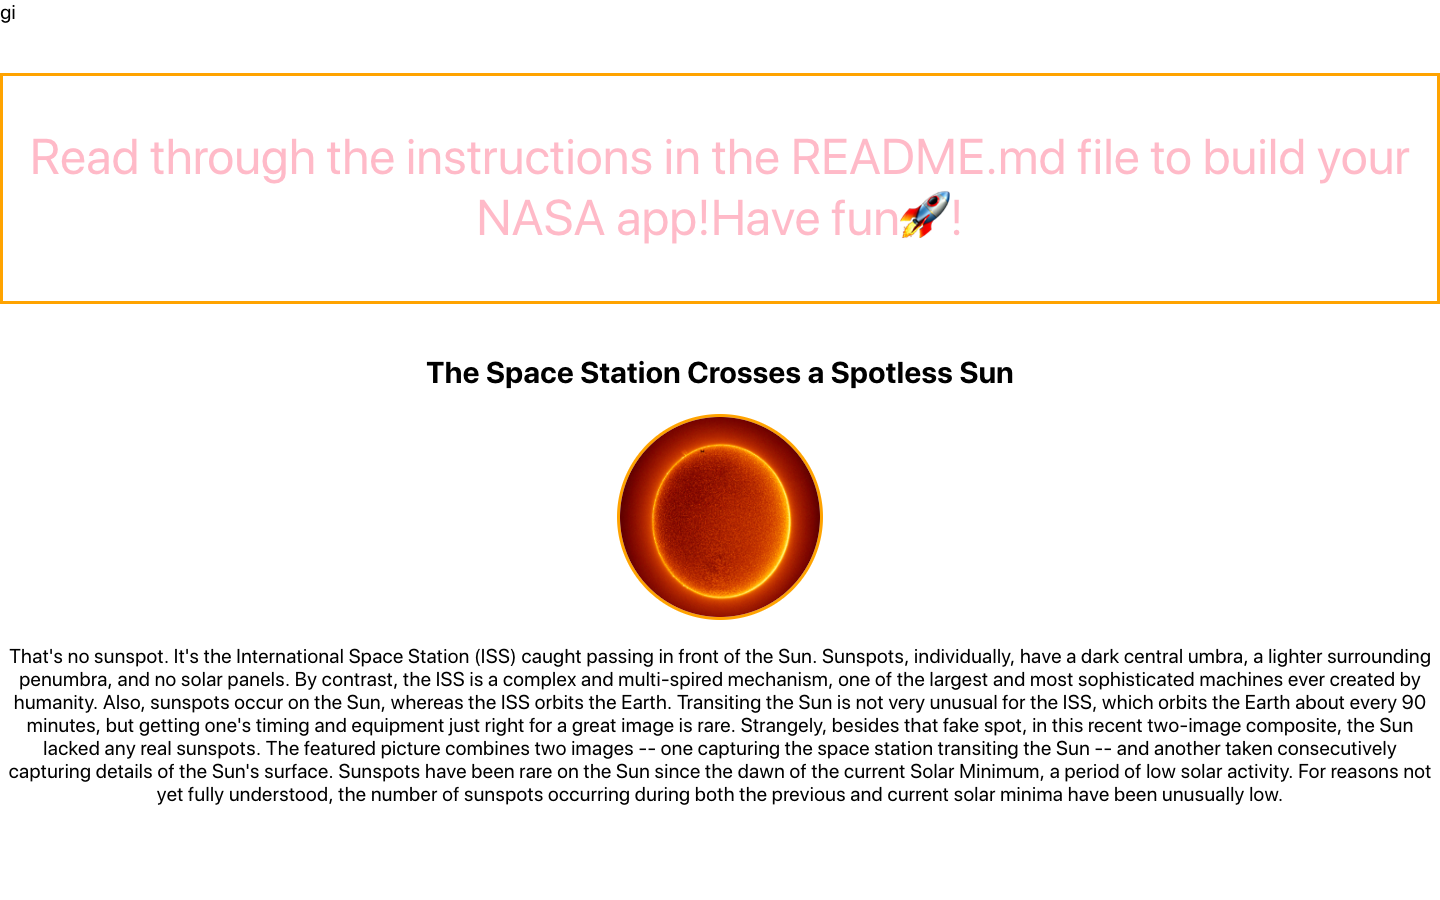 gi
Read through the instructions in the README.md file to build your
NASA app!Have fun🚀!
The Space Station Crosses a Spotless Sun
That's no sunspot. It's the International Space Station (ISS) caught passing in front of the Sun. Sunspots, individually, have a dark central umbra, a lighter surrounding
penumbra, and no solar panels. By contrast, the ISS is a complex and multi-spired mechanism, one of the largest and most sophisticated machines ever created by
humanity. Also, sunspots occur on the Sun, whereas the ISS orbits the Earth. Transiting the Sun is not very unusual for the ISS, which orbits the Earth about every 90
minutes, but getting one's timing and equipment just right for a great image is rare. Strangely, besides that fake spot, in this recent two-image composite, the Sun
lacked any real sunspots. The featured picture combines two images -- one capturing the space station transiting the Sun -- and another taken consecutively
capturing details of the Sun's surface. Sunspots have been rare on the Sun since the dawn of the current Solar Minimum, a period of low solar activity. For reasons not
yet fully understood, the number of sunspots occurring during both the previous and current solar minima have been unusually low.